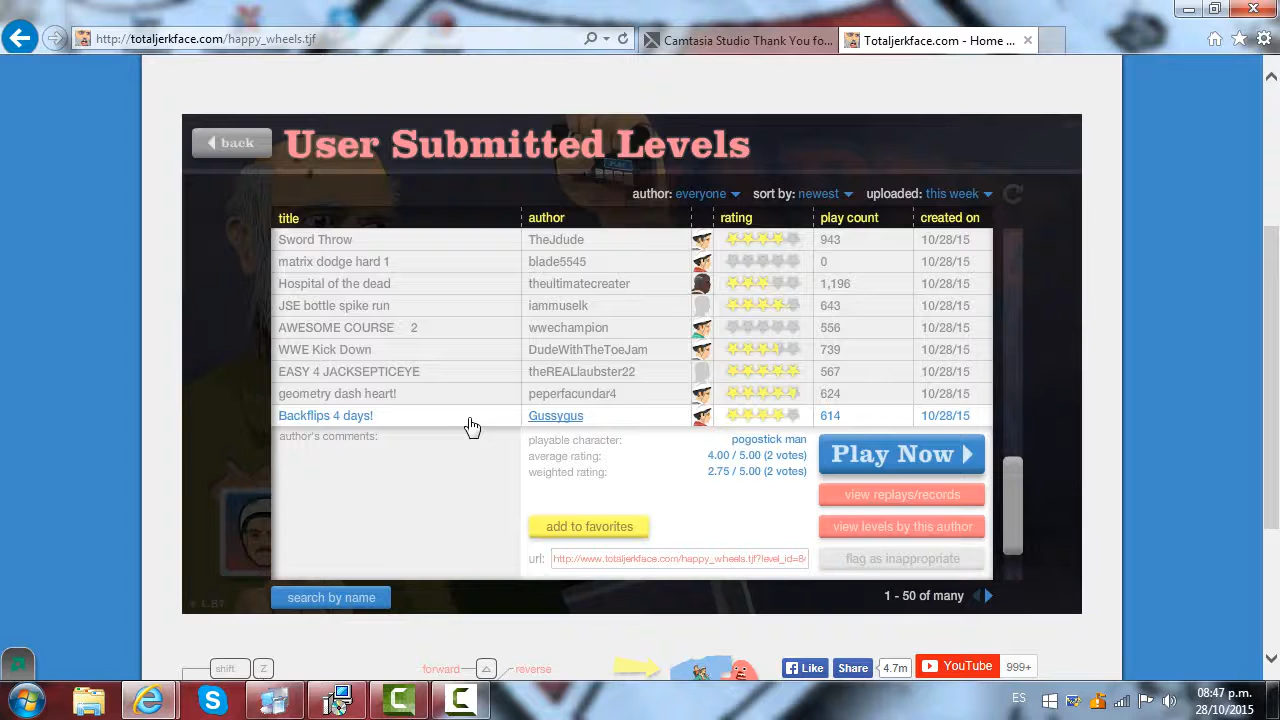 http://totaljerkface.com/happy_wheels.tjf
Camtasia Studio Thank You fo...
Totaljerkface.com - Home ...
back
User Submitted Levels
author: everyone sort by: newest uploaded: this week
title author rating play count created on
Sword Throw TheJdude 943 10/28/15
matrix dodge hard 1 blade5545 0 10/28/15
Hospital of the dead theultimatecreater 1,196 10/28/15
JSE bottle spike run iammuselk 643 10/28/15
AWESOME COURSE 2 wwechampion 556 10/28/15
WWE Kick Down DudeWithTheToeJam 739 10/28/15
EASY 4 JACKSEPTICEYE theREALlaubster22 567 10/28/15
geometry dash heart! peperfacundar4 624 10/28/15
Backflips 4 days! Gussygus 614 10/28/15
author's comments:
playable character: pogostick man
average rating: 4.00 / 5.00 (2 votes)
weighted rating: 2.75 / 5.00 (2 votes)
Play Now
view replays/records
add to favorites
view levels by this author
url: http://www.totaljerkface.com/happy_wheels.tjf?level_id=8
flag as inappropriate
search by name
1 - 50 of many
shift Z forward reverse
Like Share 4.7m YouTube 999+
ES
08:47 p.m.
28/10/2015